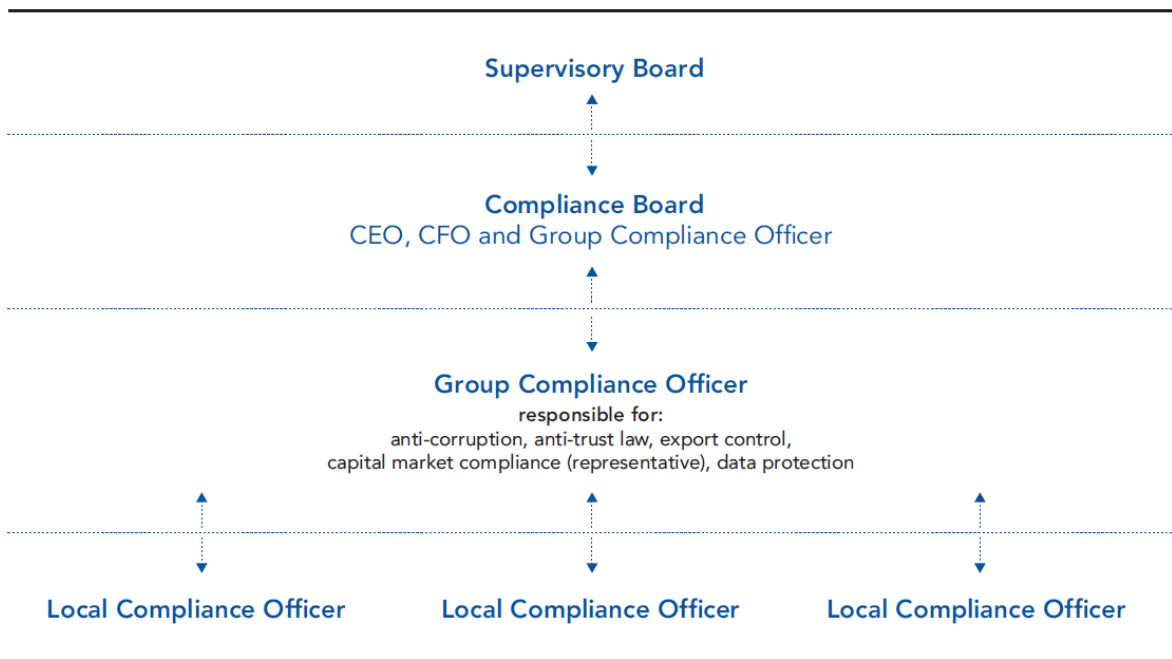 Supervisory Board
Compliance Board
CEO, CFO and Group Compliance Officer
Group Compliance Officer
responsible for:
anti-corruption, anti-trust law, export control,
capital market compliance (representative), data protection
Local Compliance Officer
Local Compliance Officer
Local Compliance Officer